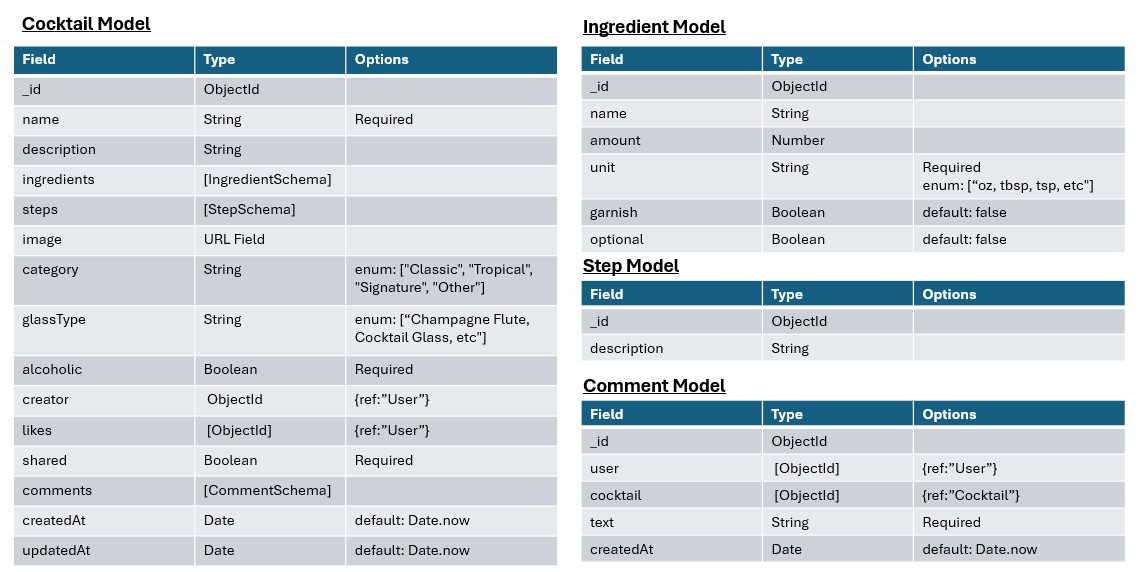 Cocktail Model
Field Type Options
_id ObjectId
name String Required
description String
ingredients [IngredientSchema]
steps [StepSchema]
image URL Field
category String enum: ["Classic", "Tropical",
"Signature", "Other"]
glassType String enum: [“Champagne Flute,
Cocktail Glass, etc"]
alcoholic Boolean Required
creator ObjectId {ref:”User”}
likes [ObjectId] {ref:”User”}
shared Boolean Required
comments [CommentSchema]
createdAt Date default: Date.now
updatedAt Date default: Date.now
Ingredient Model
Field Type Options
_id ObjectId
name String
amount Number
unit String Required
enum: [“oz, tbsp, tsp, etc"]
garnish Boolean default: false
optional Boolean default: false
Step Model
Field Type Options
_id ObjectId
description String
Comment Model
Field Type Options
_id ObjectId
user [ObjectId] {ref:”User”}
cocktail [ObjectId] {ref:”Cocktail”}
text String Required
createdAt Date default: Date.now